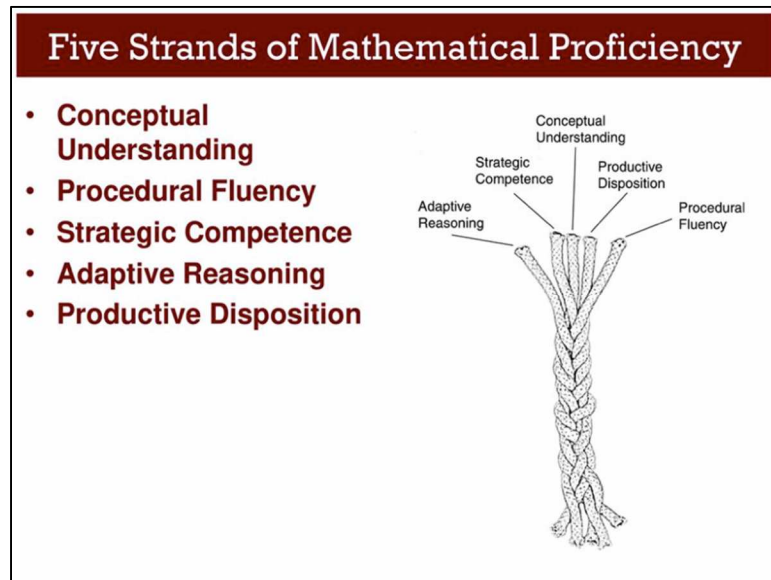 Five Strands of Mathematical Proficiency
• Conceptual
Understanding
• Procedural Fluency
• Strategic Competence
• Adaptive Reasoning
• Productive Disposition
Conceptual
Understanding
Strategic
Competence
Productive
Disposition
Adaptive
Reasoning
Procedural
Fluency